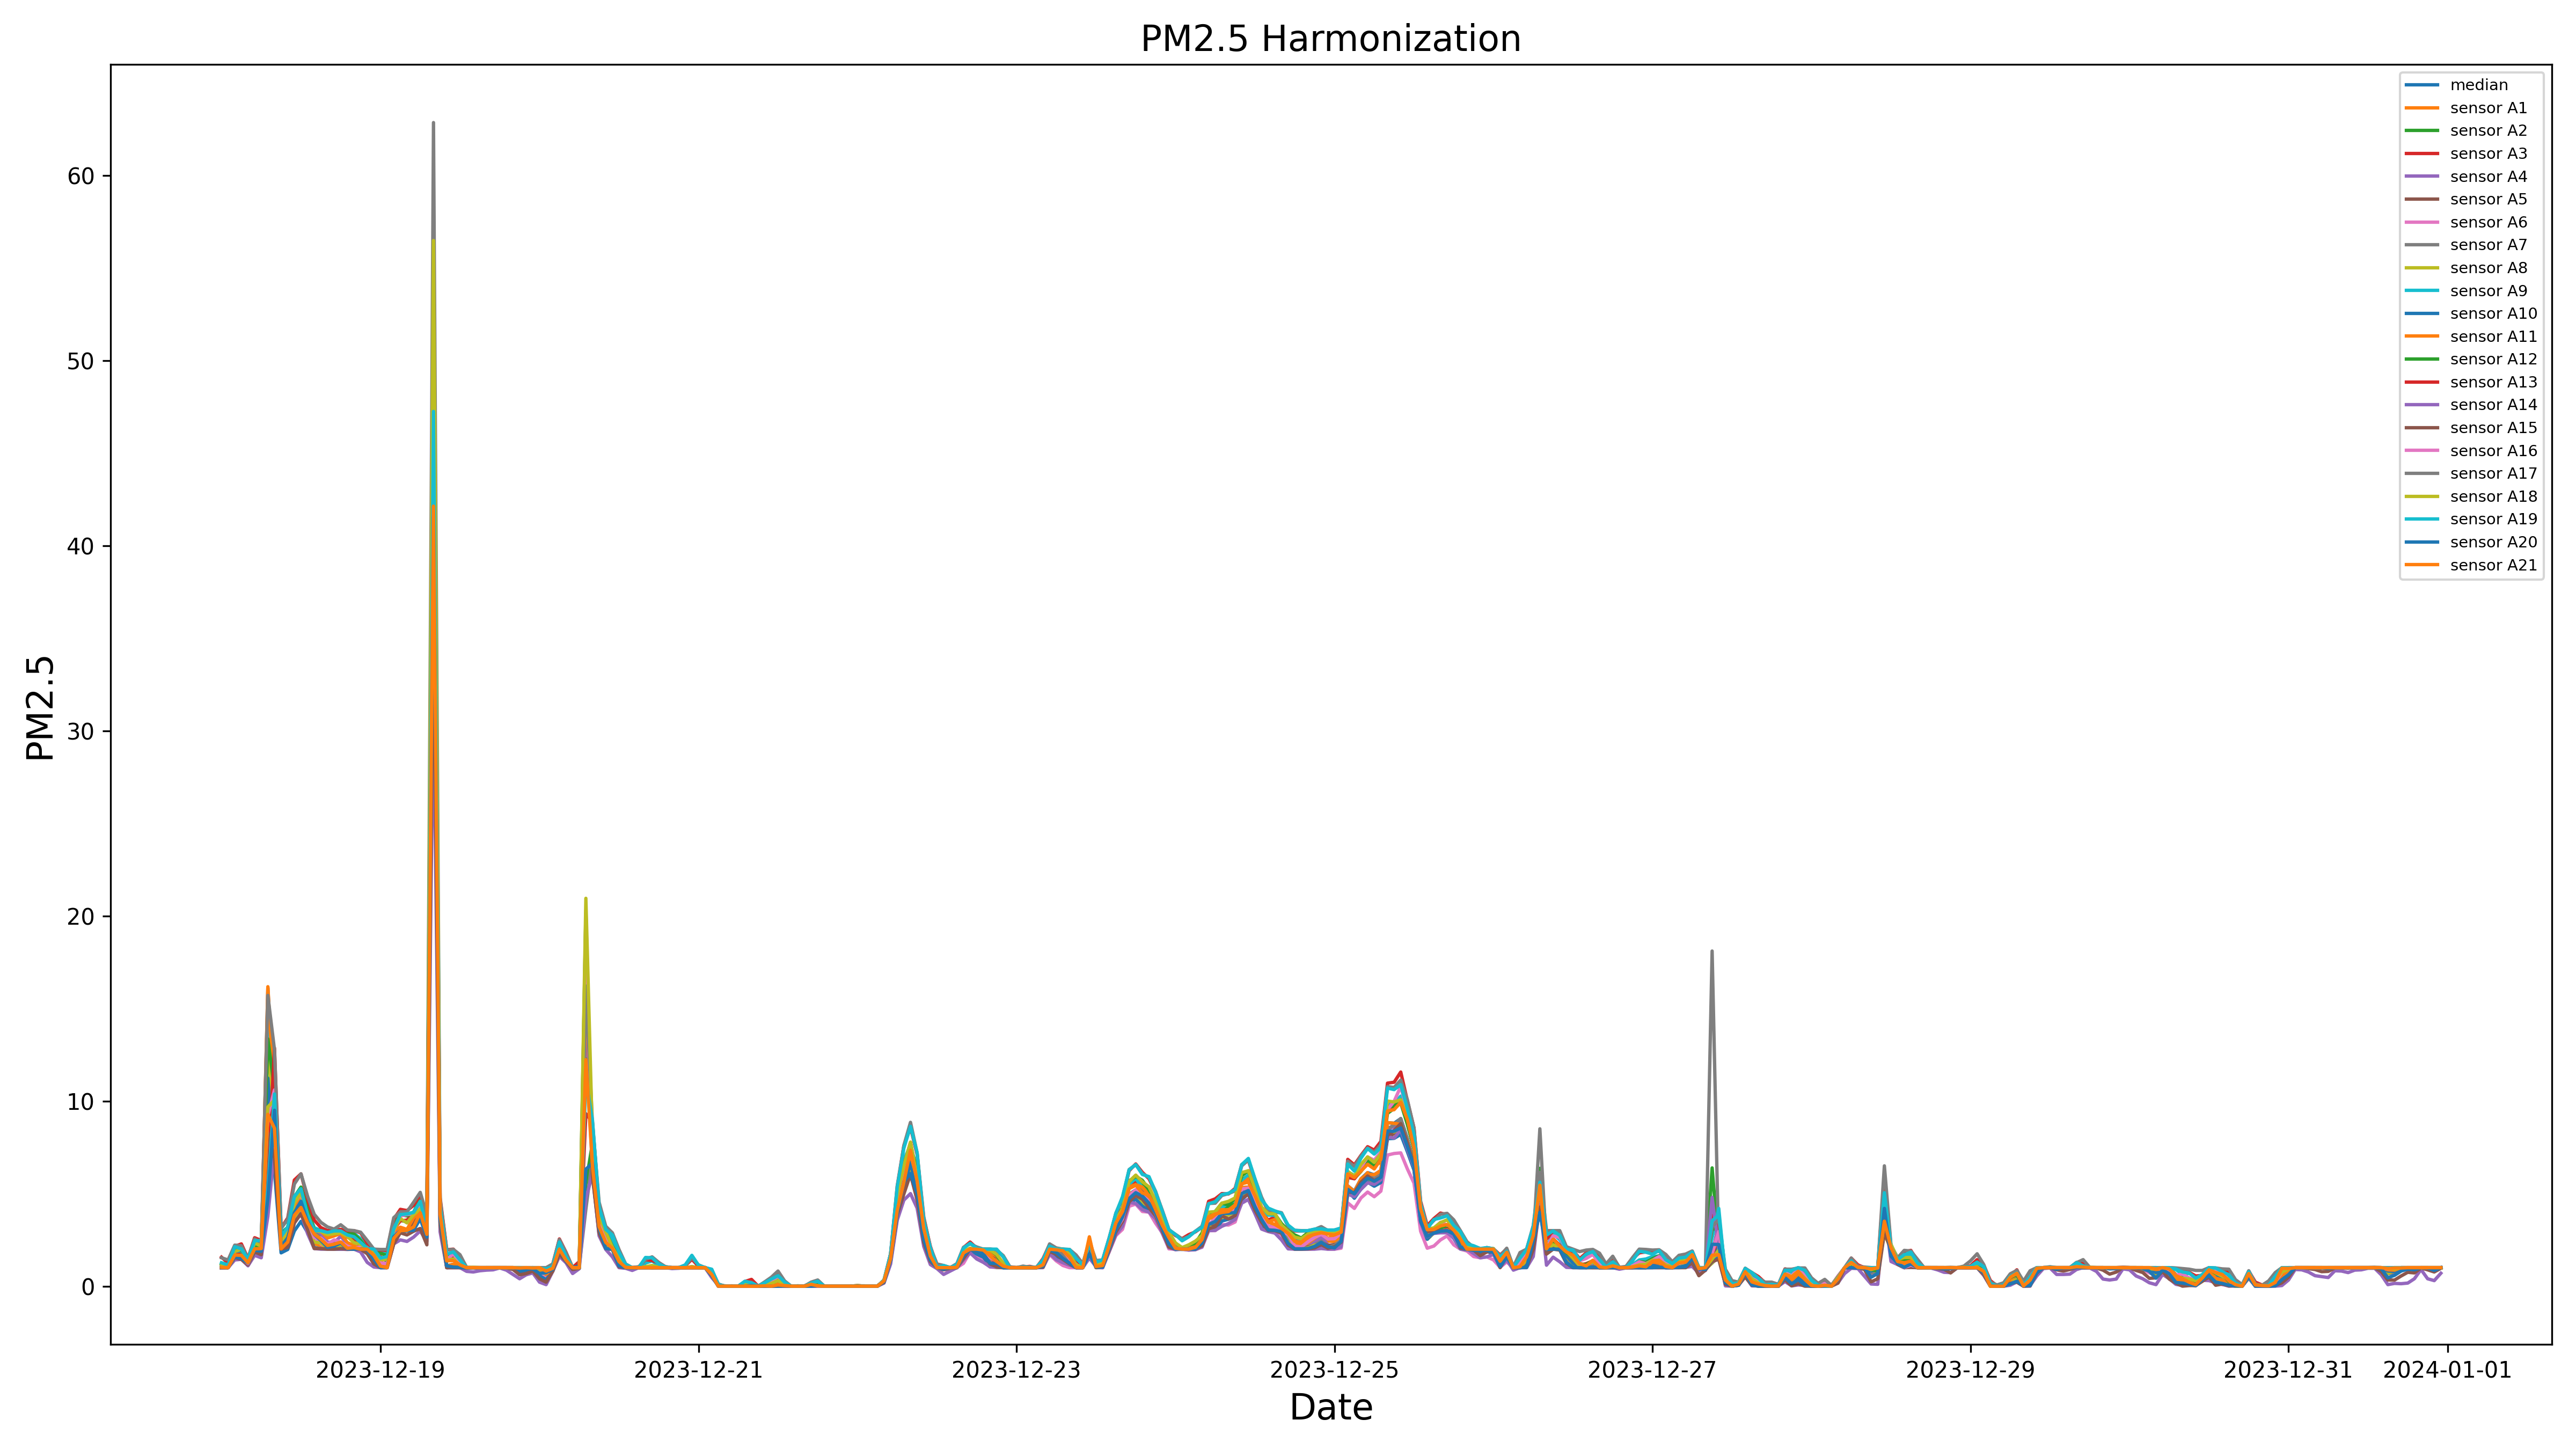 PM2.5 Harmonization
median
sensor A1
sensor A2
sensor A3
sensor A4
sensor A5
sensor A6
sensor A7
sensor A8
sensor A9
sensor A10
sensor A11
sensor A12
sensor A13
sensor A14
sensor A15
sensor A16
sensor A17
sensor A18
sensor A19
sensor A20
sensor A21
PM2.5
60
50
40
30
20
10
0
2023-12-19 2023-12-21 2023-12-23 2023-12-25 2023-12-27 2023-12-29 2023-12-31 2024-01-01
Date